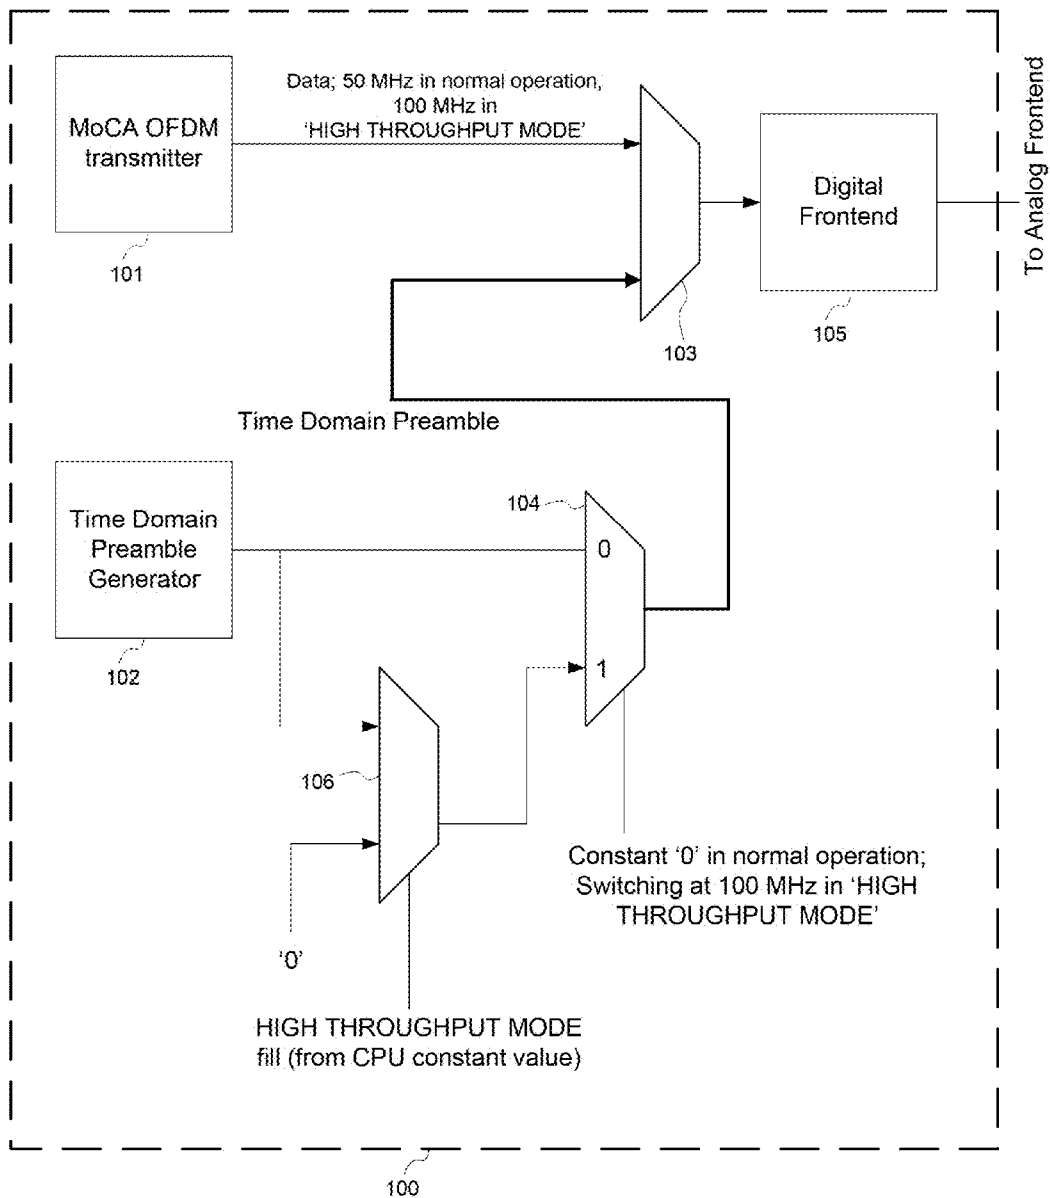 Data; 50 MHz in normal operation;
100 MHz in
'HIGH THROUGHPUT MODE'
MoCA OFDM
transmitter
101
103
Digital
Frontend
105
To Analog Frontend
Time Domain Preamble
Time Domain
Preamble
Generator
102
104
0
1
106
'0'
Constant '0' in normal operation;
Switching at 100 MHz in 'HIGH
THROUGHPUT MODE'
HIGH THROUGHPUT MODE
fill (from CPU constant value)
100